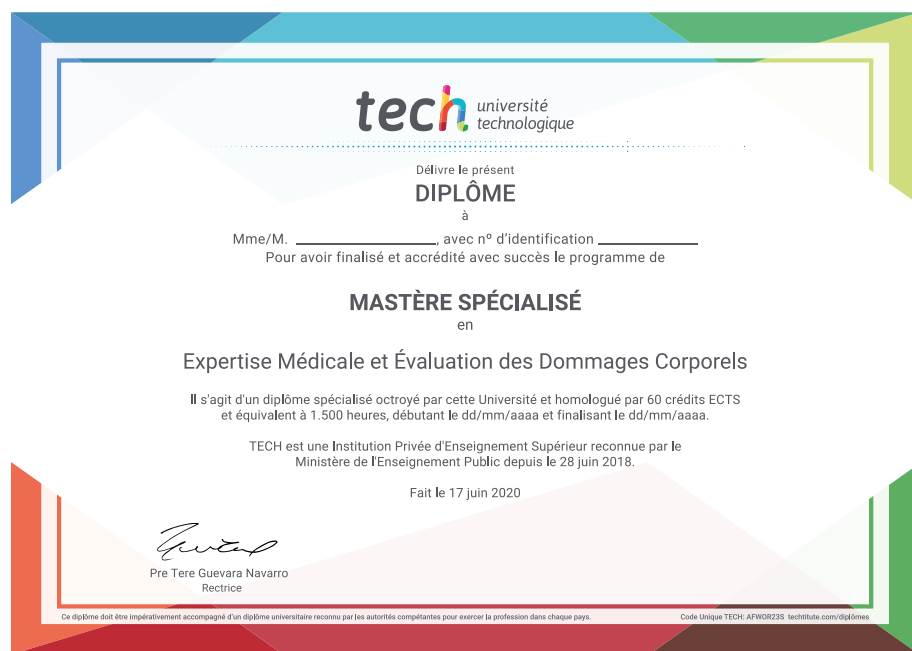 tech université
technologique
Délivre le présent
DIPLÔME
à
Mme/M. ____________, avec nº d'identification ____________
Pour avoir finalisé et accrédité avec succès le programme de
MASTÈRE SPÉCIALISÉ
en
Expertise Médicale et Évaluation des Dommages Corporels
Il s'agit d'un diplôme spécialisé octroyé par cette Université et homologué par 60 crédits ECTS
et équivalent à 1.500 heures, débutant le dd/mm/aaaa et finalisant le dd/mm/aaaa.
TECH est une Institution Privée d'Enseignement Supérieur reconnue par le
Ministère de l'Enseignement Public depuis le 28 juin 2018.
Fait le 17 juin 2020
Pre Tere Guevara Navarro
Rectrice
Ce diplôme doit être impérativement accompagné d'un diplôme universitaire reconnu par les autorités compétantes pour exercer la profession dans chaque pays.
Code Unique TECH: AFWOR23S techtitute.com/diplômes